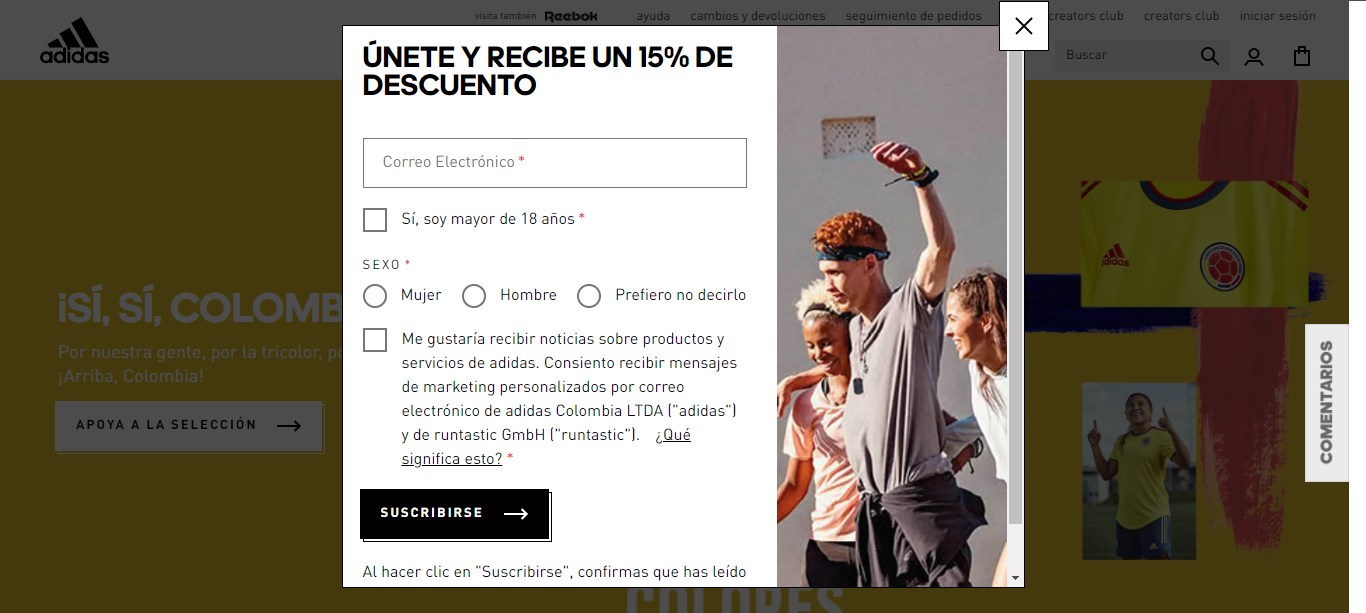 visita también Reebok ayuda cambios y devoluciones seguimiento de pedidos creators club creators club iniciar sesión
adidas
Buscar
ÚNETE Y RECIBE UN 15% DE
DESCUENTO
Correo Electrónico *
Sí, soy mayor de 18 años *
SEXO *
Mujer Hombre Prefiero no decirlo
Me gustaría recibir noticias sobre productos y
servicios de adidas. Consiento recibir mensajes
de marketing personalizados por correo
electrónico de adidas Colombia LTDA ("adidas")
y de runtastic GmbH ("runtastic"). ¿Qué
significa esto? *
SUSCRIBIRSE
Al hacer clic en "Suscribirse", confirmas que has leído
¡SÍ, SÍ, COLOMB
Por nuestra gente, por la tricolor,
¡Arriba, Colombia!
APOYA A LA SELECCIÓN
adidas
COMENTARIOS
COLORES